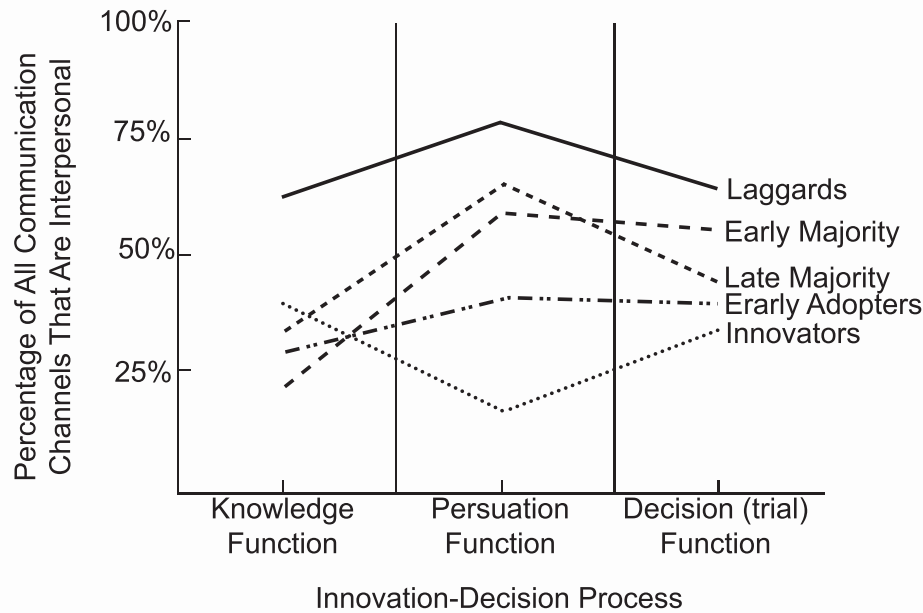 Percentage of All Communication
Channels That Are Interpersonal
100%
75%
50%
25%
Laggards
Early Majority
Late Majority
Erarly Adopters
Innovators
Knowledge
Function
Persuation
Function
Decision (trial)
Function
Innovation-Decision Process